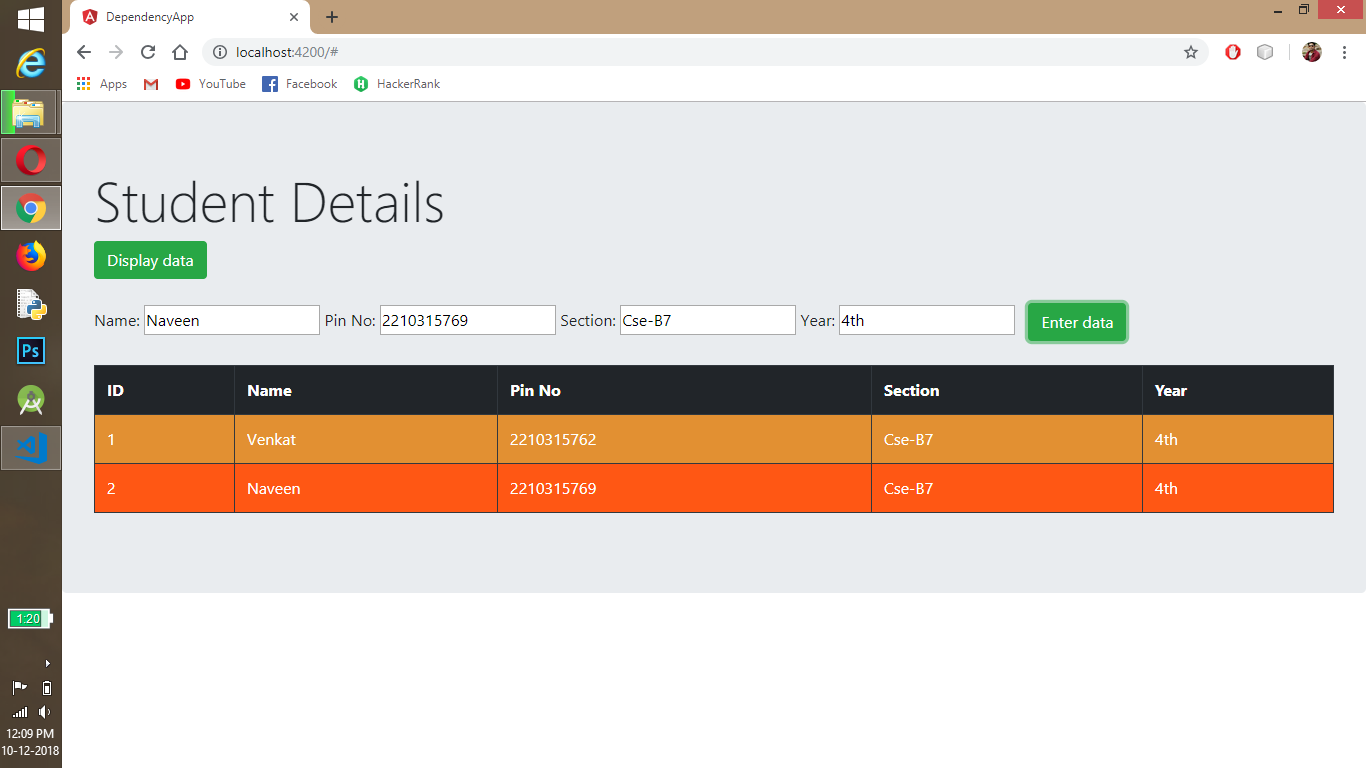 DependencyApp
localhost:4200/#
Apps YouTube Facebook HackerRank
Student Details
Display data
Name: Naveen Pin No: 2210315769 Section: Cse-B7 Year: 4th Enter data
ID Name Pin No Section Year
1 Venkat 2210315762 Cse-B7 4th
2 Naveen 2210315769 Cse-B7 4th
Ps
1:20
12:09 PM
10-12-2018